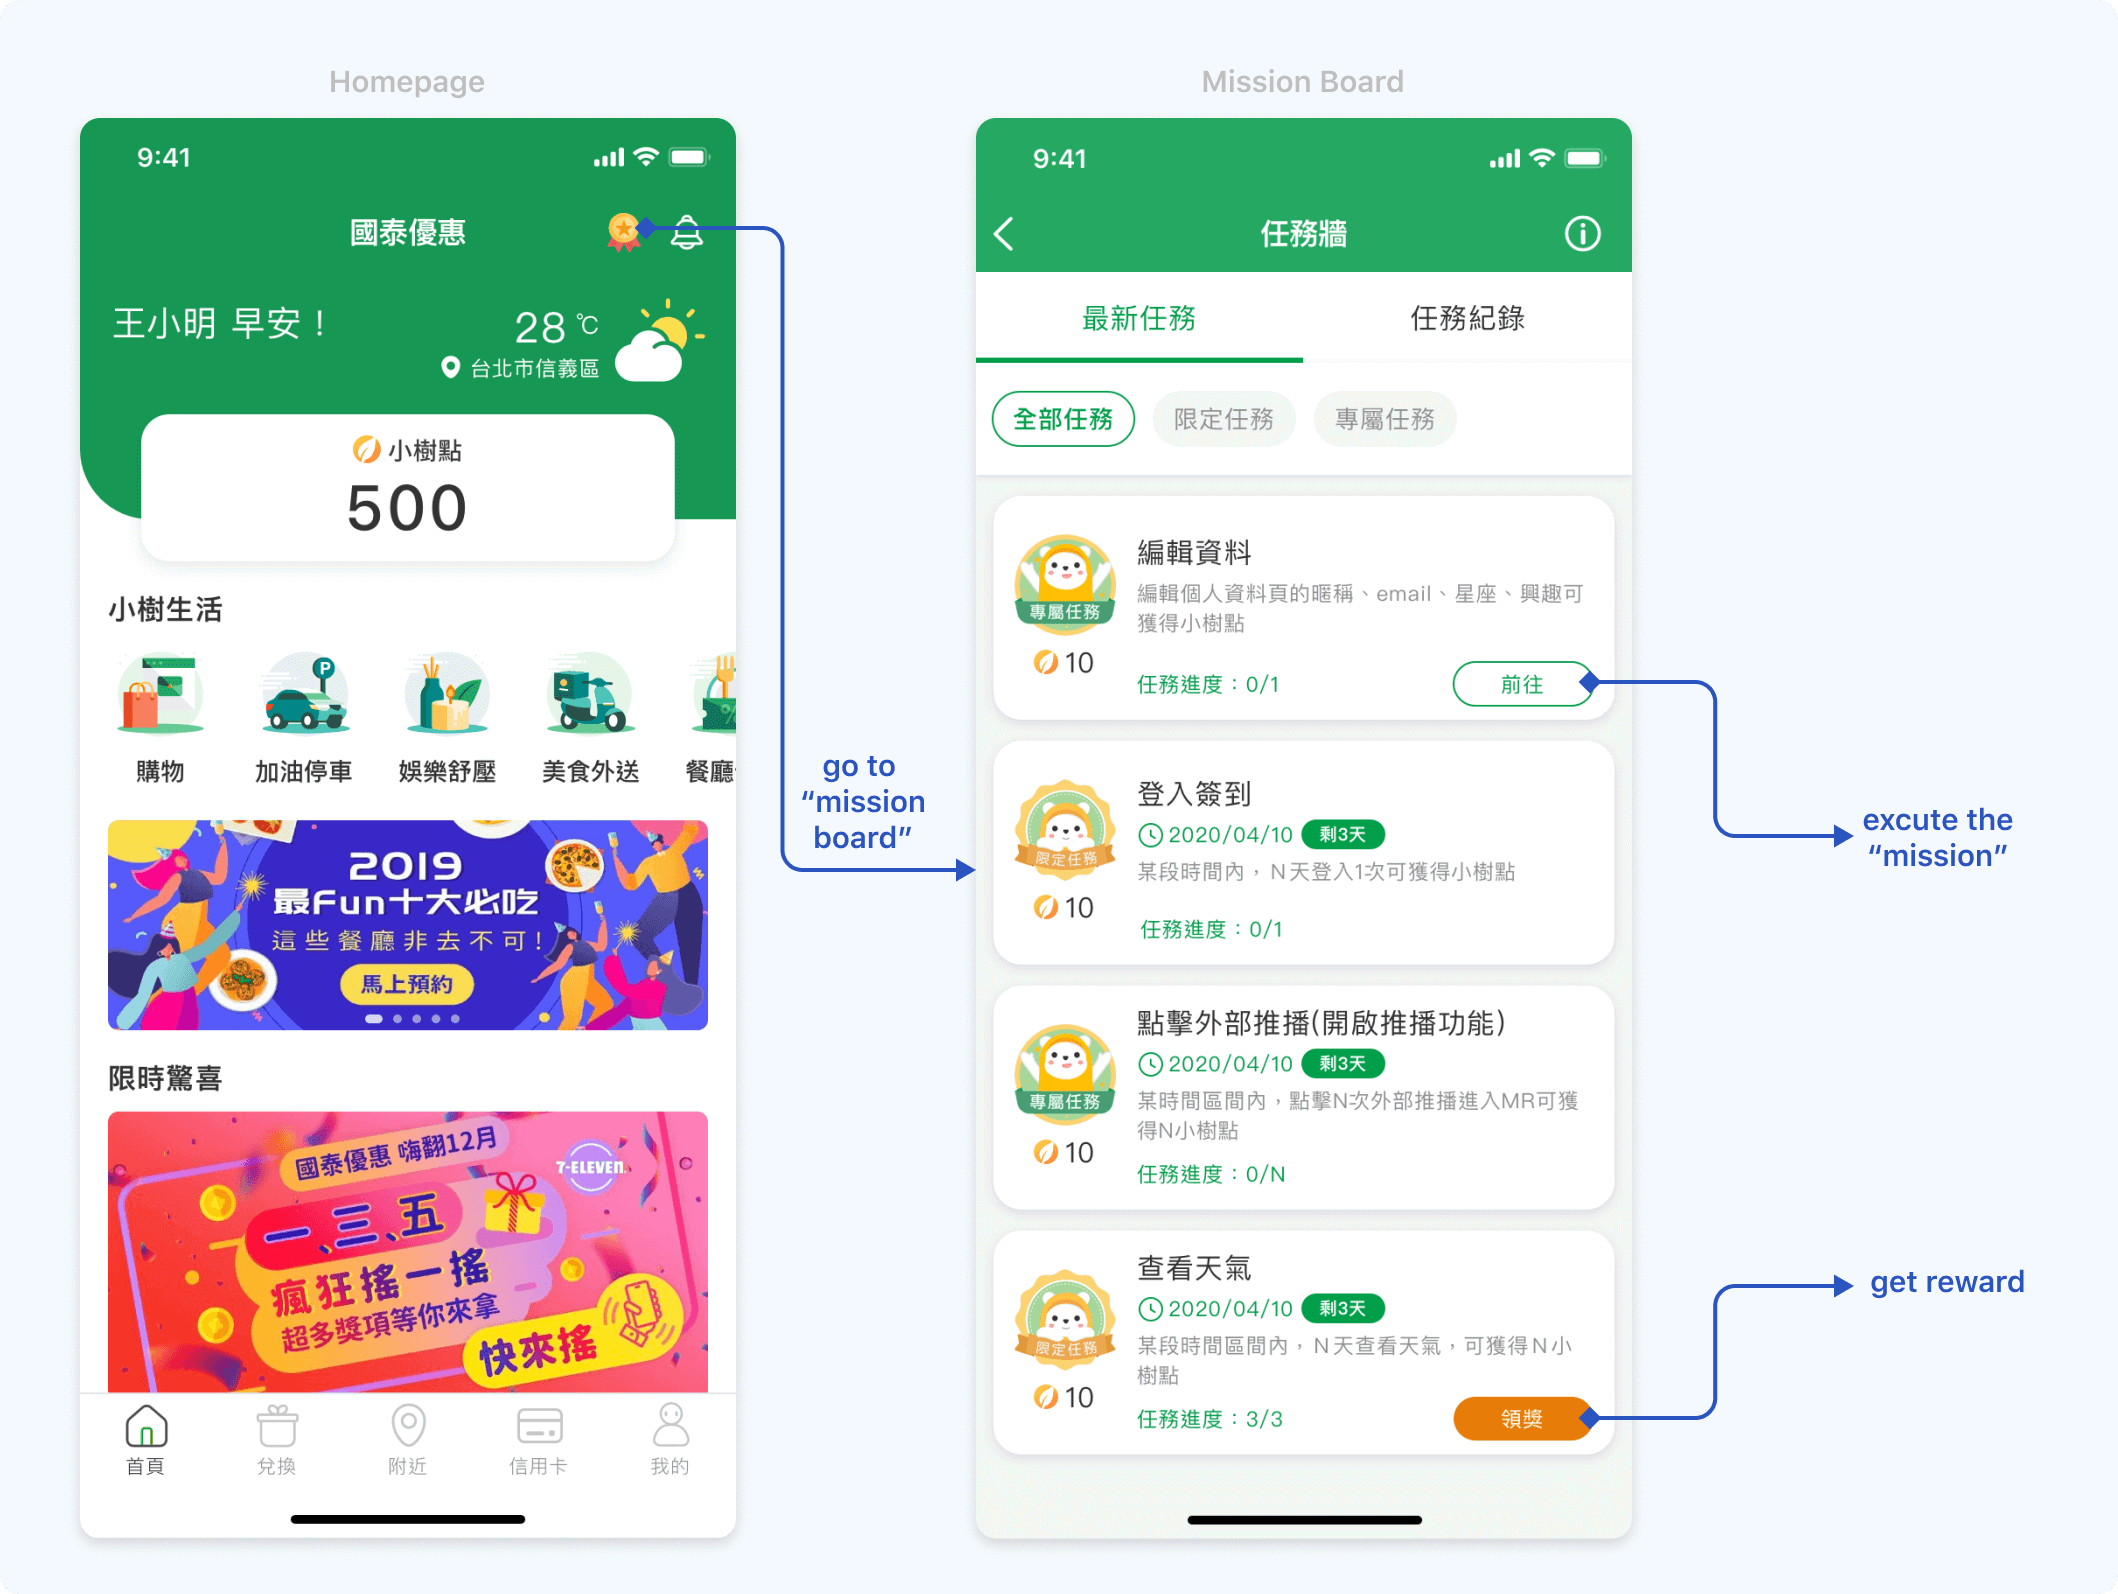 Homepage
9:41
國泰優惠
王小明 早安！
28 ℃
台北市信義區
小樹點
500
小樹生活
P
%
購物
加油停車
娛樂舒壓
美食外送
餐廳
2019
最Fun十大必吃
這些餐廳非去不可！
馬上預約
限時驚喜
國泰優惠 嗨翻12月
7-ELEVEN
一、三、五
瘋狂搖一搖
超多獎項等你來拿
快來搖
首頁
兌換
附近
信用卡
我的
go to
“mission
board”
Mission Board
9:41
任務牆
最新任務
任務紀錄
全部任務
限定任務
專屬任務
專屬任務
10
編輯資料
編輯個人資料頁的暱稱、email、星座、興趣可
獲得小樹點
任務進度：0/1
前往
限定任務
10
登入簽到
2020/04/10 剩3天
某段時間內，N天登入1次可獲得小樹點
任務進度：0/1
專屬任務
10
點擊外部推播(開啟推播功能)
2020/04/10 剩3天
某時間區間內，點擊N次外部推播進入MR可獲
得N小樹點
任務進度：0/N
限定任務
10
查看天氣
2020/04/10 剩3天
某段時間區間內，N天查看天氣，可獲得N小
樹點
任務進度：3/3
領獎
excute the
“mission”
get reward